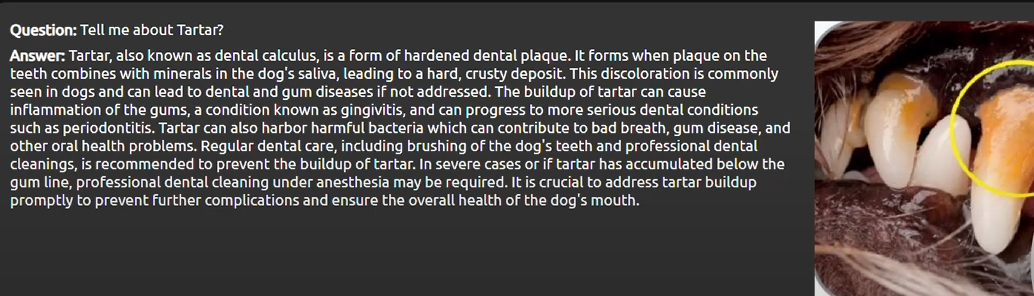 Question: Tell me about Tartar?
Answer: Tartar, also known as dental calculus, is a form of hardened dental plaque. It forms when plaque on the
teeth combines with minerals in the dog's saliva, leading to a hard, crusty deposit. This discoloration is commonly
seen in dogs and can lead to dental and gum diseases if not addressed. The buildup of tartar can cause
inflammation of the gums, a condition known as gingivitis, and can progress to more serious dental conditions
such as periodontitis. Tartar can also harbor harmful bacteria which can contribute to bad breath, gum disease, and
other oral health problems. Regular dental care, including brushing of the dog's teeth and professional dental
cleanings, is recommended to prevent the buildup of tartar. In severe cases or if tartar has accumulated below the
gum line, professional dental cleaning under anesthesia may be required. It is crucial to address tartar buildup
promptly to prevent further complications and ensure the overall health of the dog's mouth.